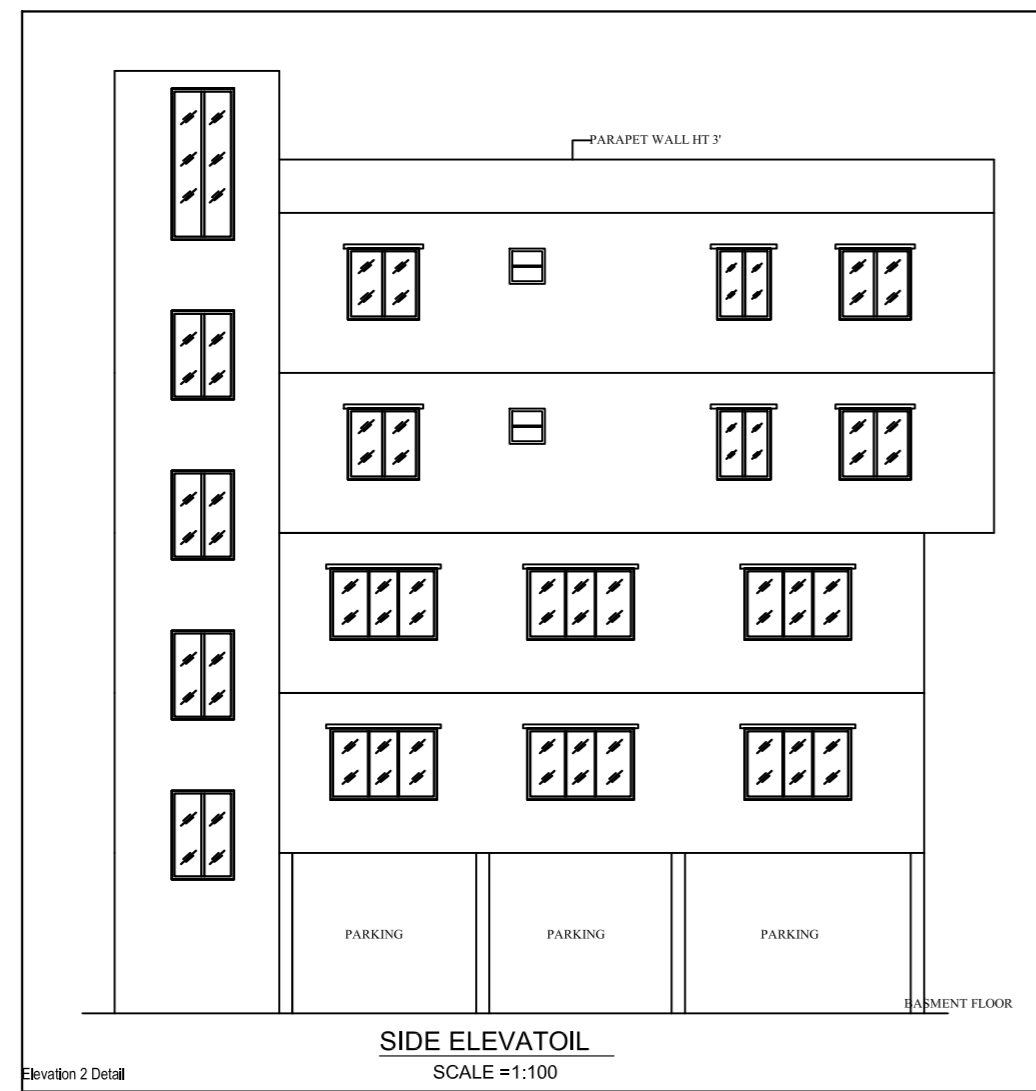 PARAPET WALL HT 3'
PARKING
PARKING
PARKING
BASMENT FLOOR
SIDE ELEVATOIL
SCALE =1:100
Elevation 2 Detail